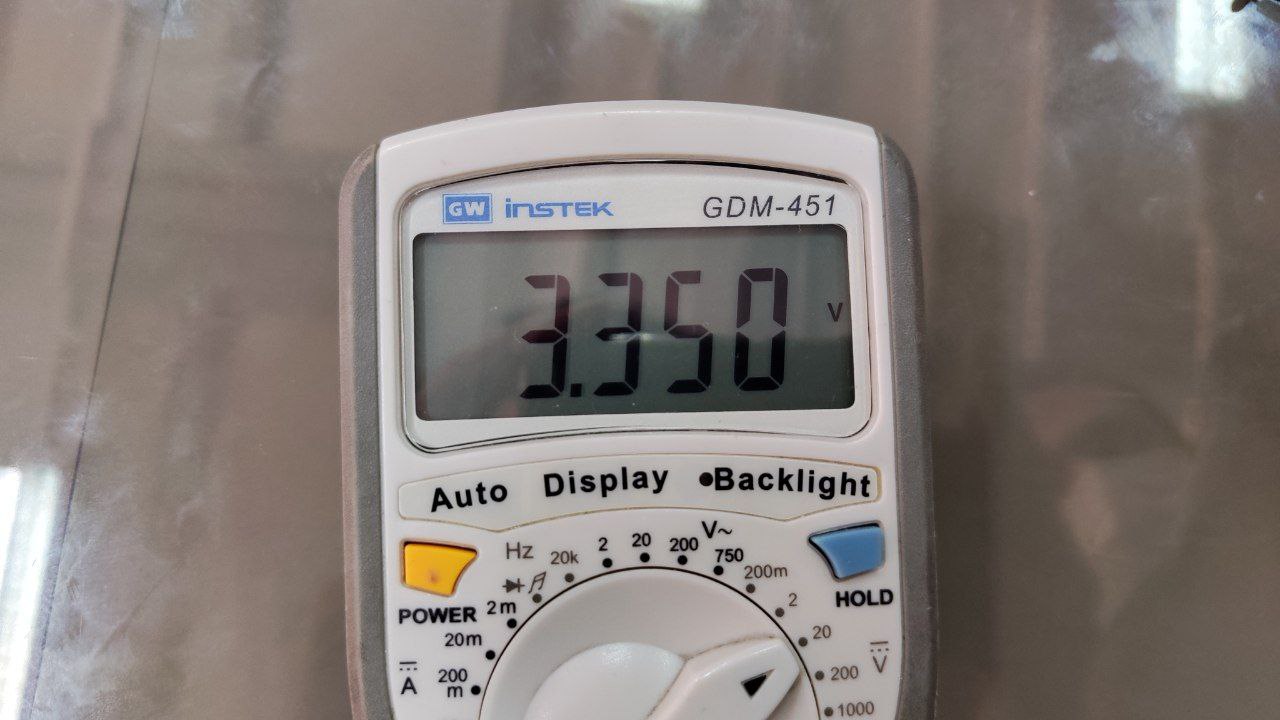 GW INSTEK GDM-451
3.350 V
Auto Display •Backlight
POWER
HOLD
Hz
20k 2 20 200 750 V~
200m
2
20
200
1000
V
2m
20m
200
m
A